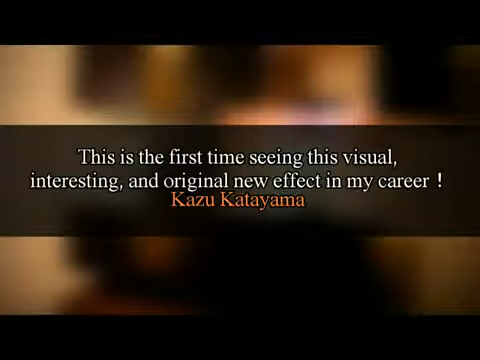 This is the first time seeing this visual,
interesting, and original new effect in my career！
Kazu Katayama